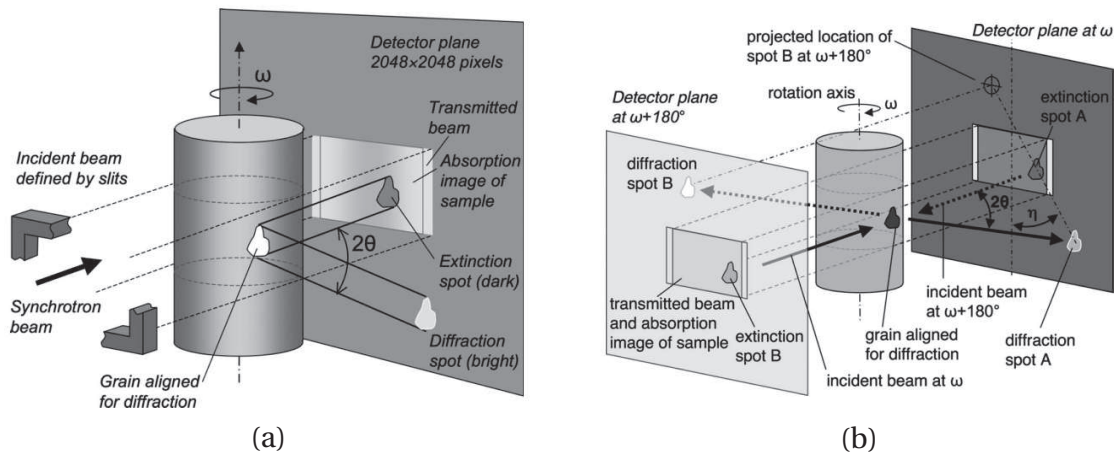 Detector plane
2048×2048 pixels
ω
Transmitted
beam
Absorption
image of
sample
Incident beam
defined by slits
2θ
Synchrotron
beam
Extinction
spot (dark)
Diffraction
spot (bright)
Grain aligned
for diffraction
(a)
projected location of
spot B at ω+180°
Detector plane at ω
rotation axis
ω
Detector plane
at ω+180°
extinction
spot A
diffraction
spot B
2θ
η
transmitted beam
and absorption
image of sample
extinction
spot B
incident beam
at ω+180°
grain aligned
for diffraction
diffraction
spot A
incident beam at ω
(b)